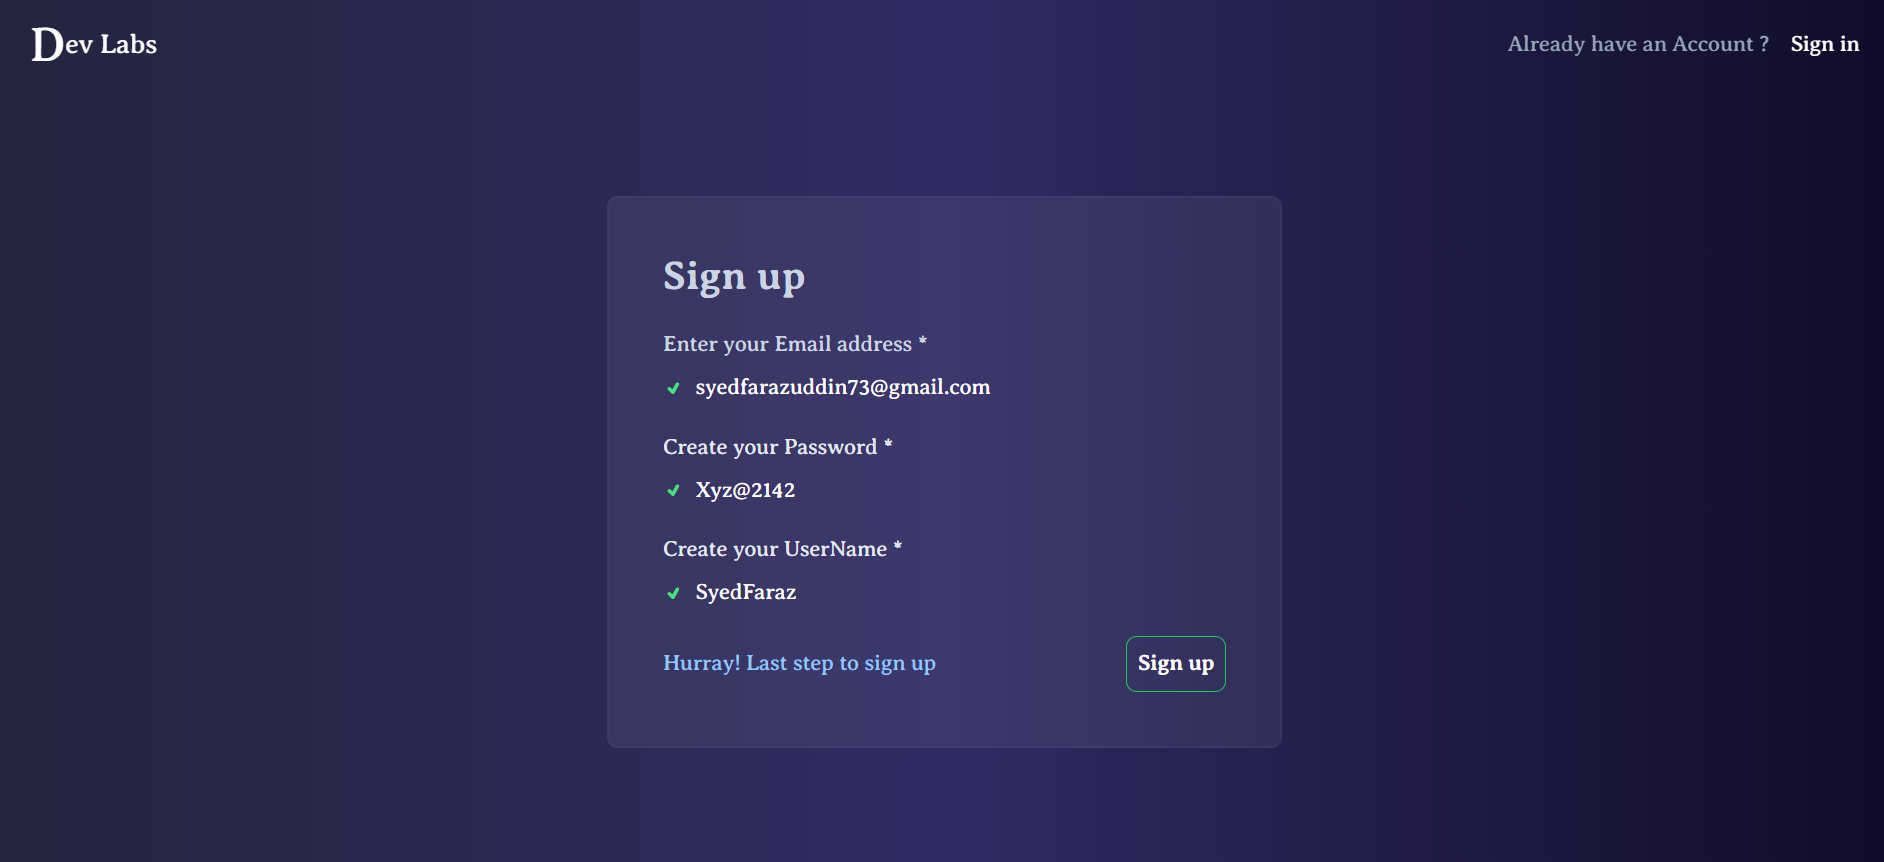 Dev Labs
Already have an Account ? Sign in
Sign up
Enter your Email address *
syedfarazuddin73@gmail.com
Create your Password *
Xyz@2142
Create your UserName *
SyedFaraz
Hurray! Last step to sign up
Sign up